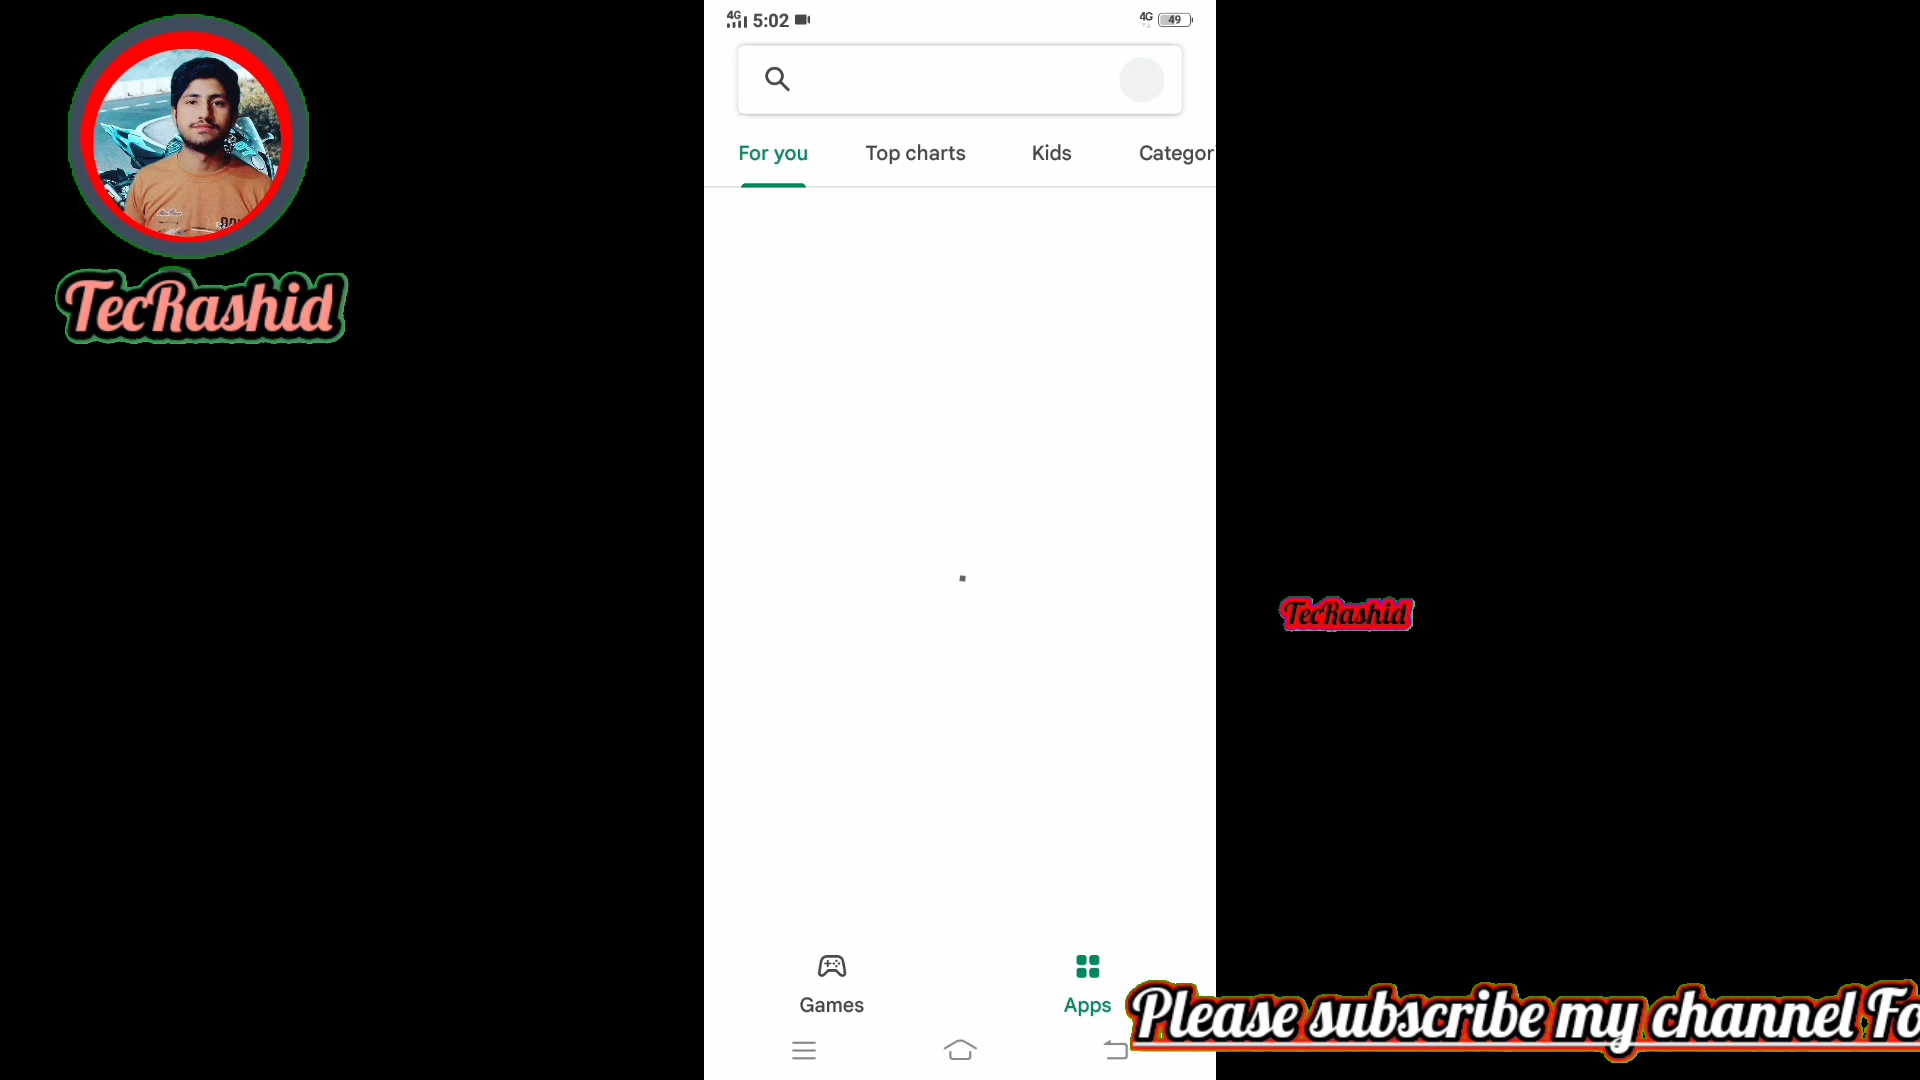 4G 5:02
4G 49
For you
Top charts
Kids
Categor
TecRashid
TecRashid
Games
Apps
Please subscribe my channel Fo